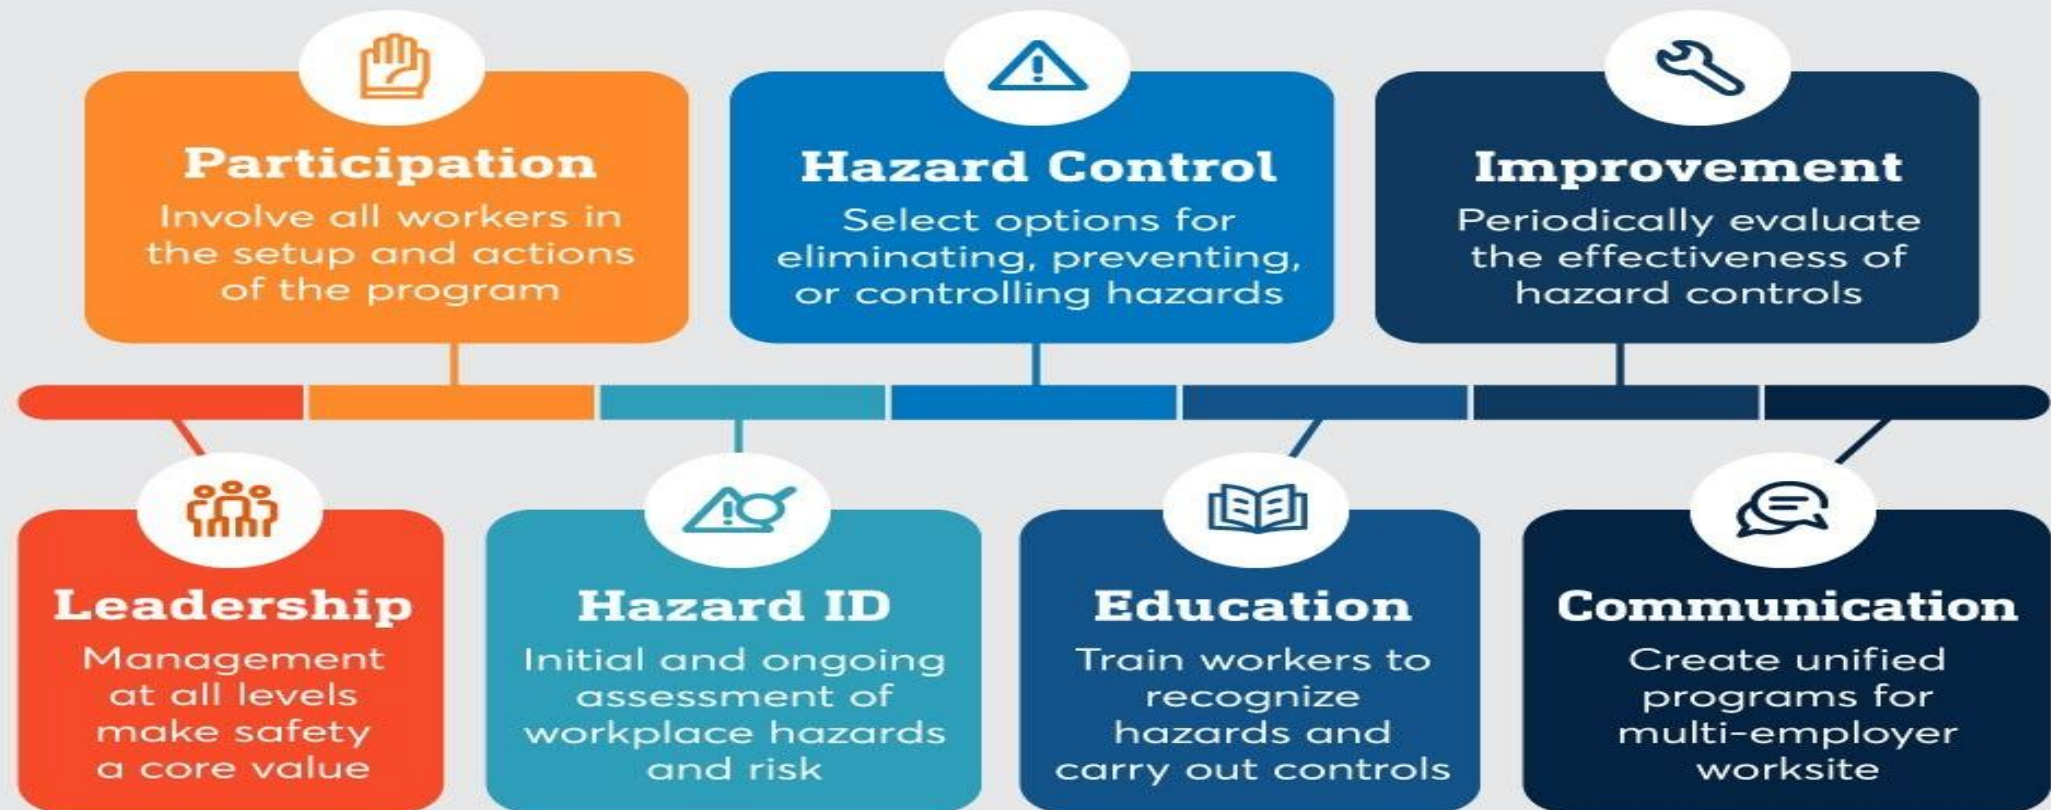 Participation
Involve all workers in
the setup and actions
of the program
Hazard Control
Select options for
eliminating, preventing,
or controlling hazards
Improvement
Periodically evaluate
the effectiveness of
hazard controls
Leadership
Management
at all levels
make safety
a core value
Hazard ID
Initial and ongoing
assessment of
workplace hazards
and risk
Education
Train workers to
recognize
hazards and
carry out controls
Communication
Create unified
programs for
multi-employer
worksite